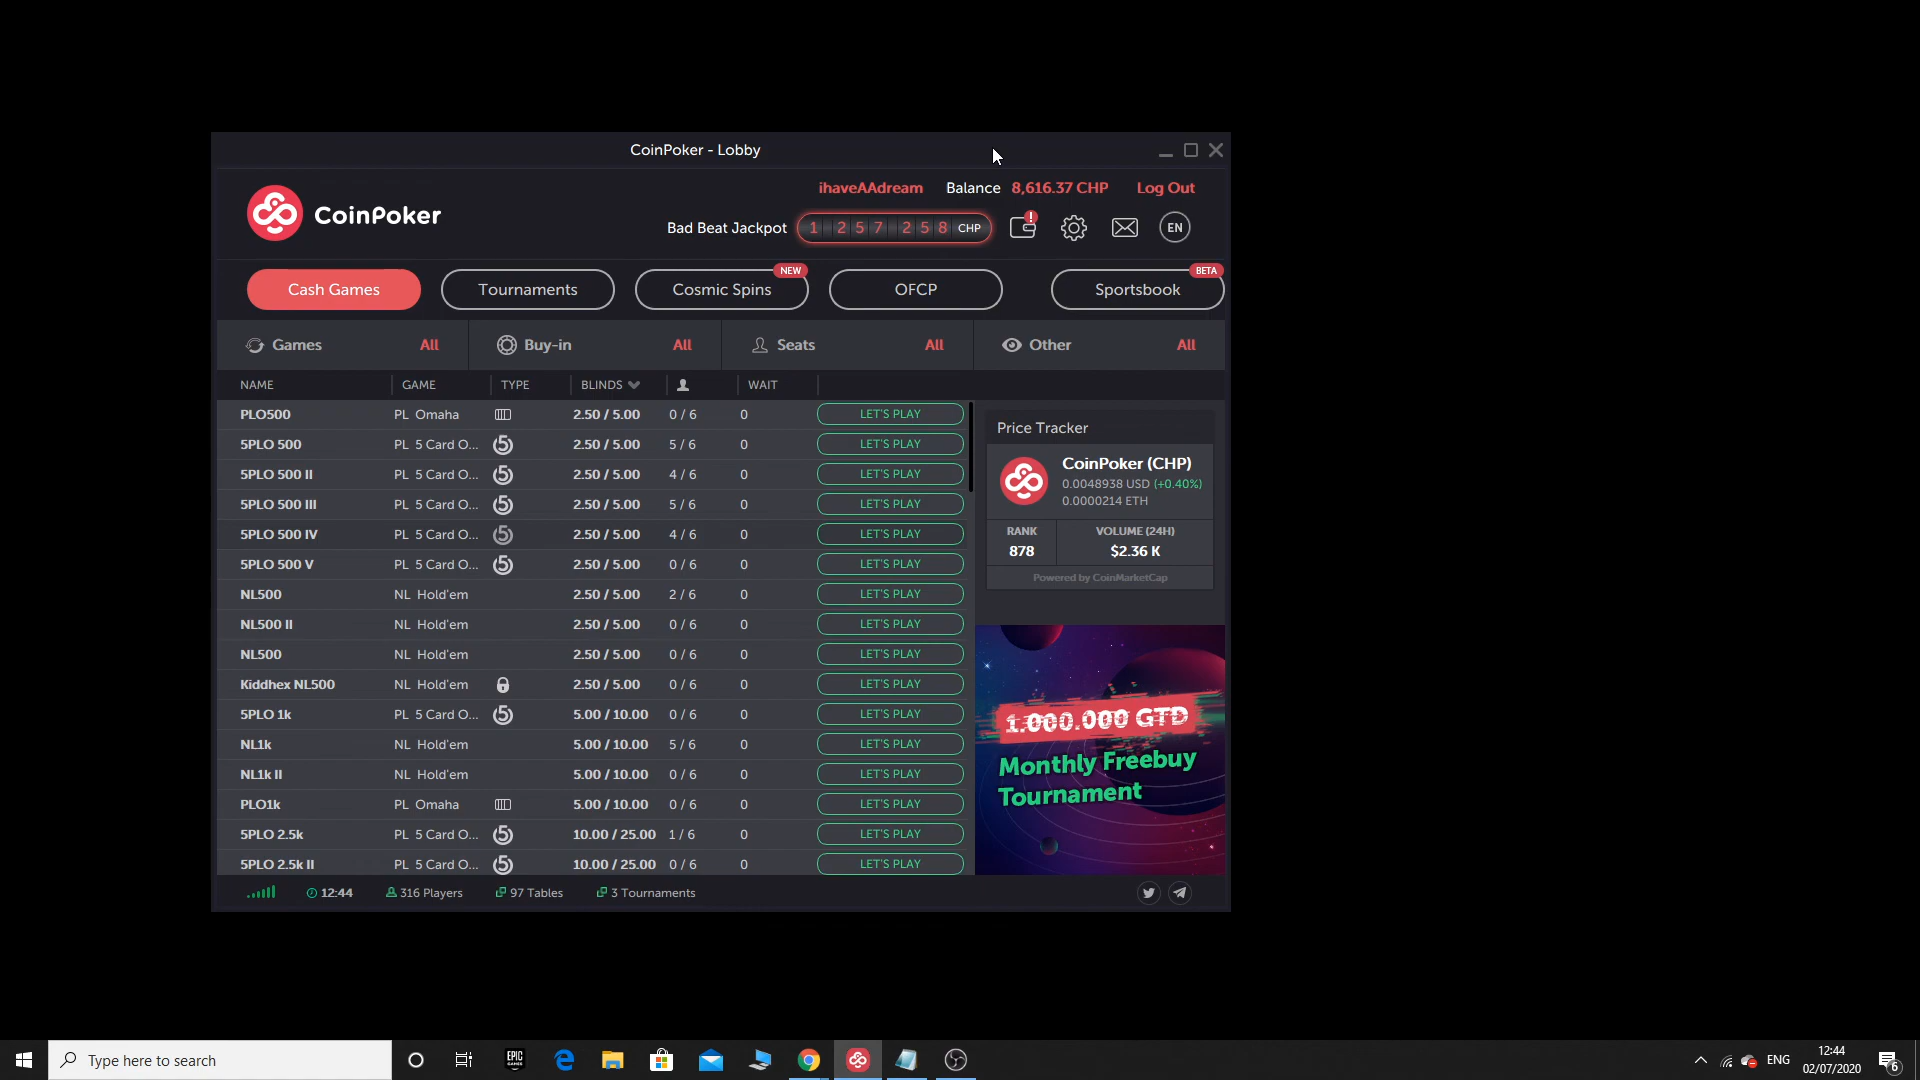 CoinPoker - Lobby
ihaveAAdream Balance 8,616.37 CHP Log Out
CoinPoker
Bad Beat Jackpot 1 2 5 7 2 5 8 CHP ! EN
Cash Games Tournaments NEW Cosmic Spins OFCP BETA Sportsbook
Games All Buy-in All Seats All Other All
NAME GAME TYPE BLINDS WAIT
PLO500 PL Omaha 2.50 / 5.00 0 / 6 0 LET'S PLAY
5PLO 500 PL 5 Card O... 5 2.50 / 5.00 5 / 6 0 LET'S PLAY
5PLO 500 II PL 5 Card O... 5 2.50 / 5.00 4 / 6 0 LET'S PLAY
5PLO 500 III PL 5 Card O... 5 2.50 / 5.00 5 / 6 0 LET'S PLAY
5PLO 500 IV PL 5 Card O... 5 2.50 / 5.00 4 / 6 0 LET'S PLAY
5PLO 500 V PL 5 Card O... 5 2.50 / 5.00 0 / 6 0 LET'S PLAY
NL500 NL Hold'em 2.50 / 5.00 2 / 6 0 LET'S PLAY
NL500 II NL Hold'em 2.50 / 5.00 0 / 6 0 LET'S PLAY
NL500 NL Hold'em 2.50 / 5.00 0 / 6 0 LET'S PLAY
Kiddhex NL500 NL Hold'em 2.50 / 5.00 0 / 6 0 LET'S PLAY
5PLO 1k PL 5 Card O... 5 5.00 / 10.00 0 / 6 0 LET'S PLAY
NL1k NL Hold'em 5.00 / 10.00 5 / 6 0 LET'S PLAY
NL1k II NL Hold'em 5.00 / 10.00 0 / 6 0 LET'S PLAY
PLO1k PL Omaha 5.00 / 10.00 0 / 6 0 LET'S PLAY
5PLO 2.5k PL 5 Card O... 5 10.00 / 25.00 1 / 6 0 LET'S PLAY
5PLO 2.5k II PL 5 Card O... 5 10.00 / 25.00 0 / 6 0 LET'S PLAY
Price Tracker
CoinPoker (CHP)
0.0048938 USD (+0.40%)
0.0000214 ETH
RANK VOLUME (24H)
878 $2.36 K
Powered by CoinMarketCap
1.000.000 GTD
Monthly Freebuy
Tournament
12:44 316 Players 97 Tables 3 Tournaments
Type here to search
EPIC GAMES
ENG
12:44
02/07/2020
6